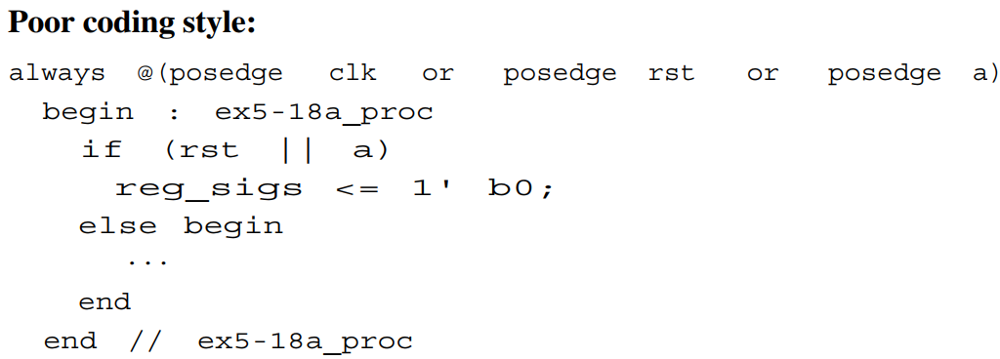 Poor coding style:
always @(posedge clk or posedge rst or posedge a)
begin : ex5-18a_proc
if (rst || a)
reg_sigs <= 1' b0;
else begin
...
end
end // ex5-18a_proc